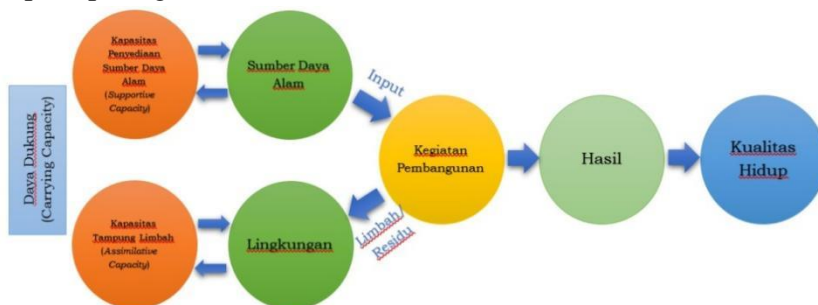 Daya Dukung
(Carrying Capacity)
Kapasitas
Penyediaan
Sumber Daya
Alam
(Supportive
Capacity)
Sumber Daya
Alam
Input
Kegiatan
Pembangunan
Hasil
Kualitas
Hidup
Kapasitas
Tampung Limbah
(Assimilative
Capacity)
Lingkungan
Limbah/
Residu